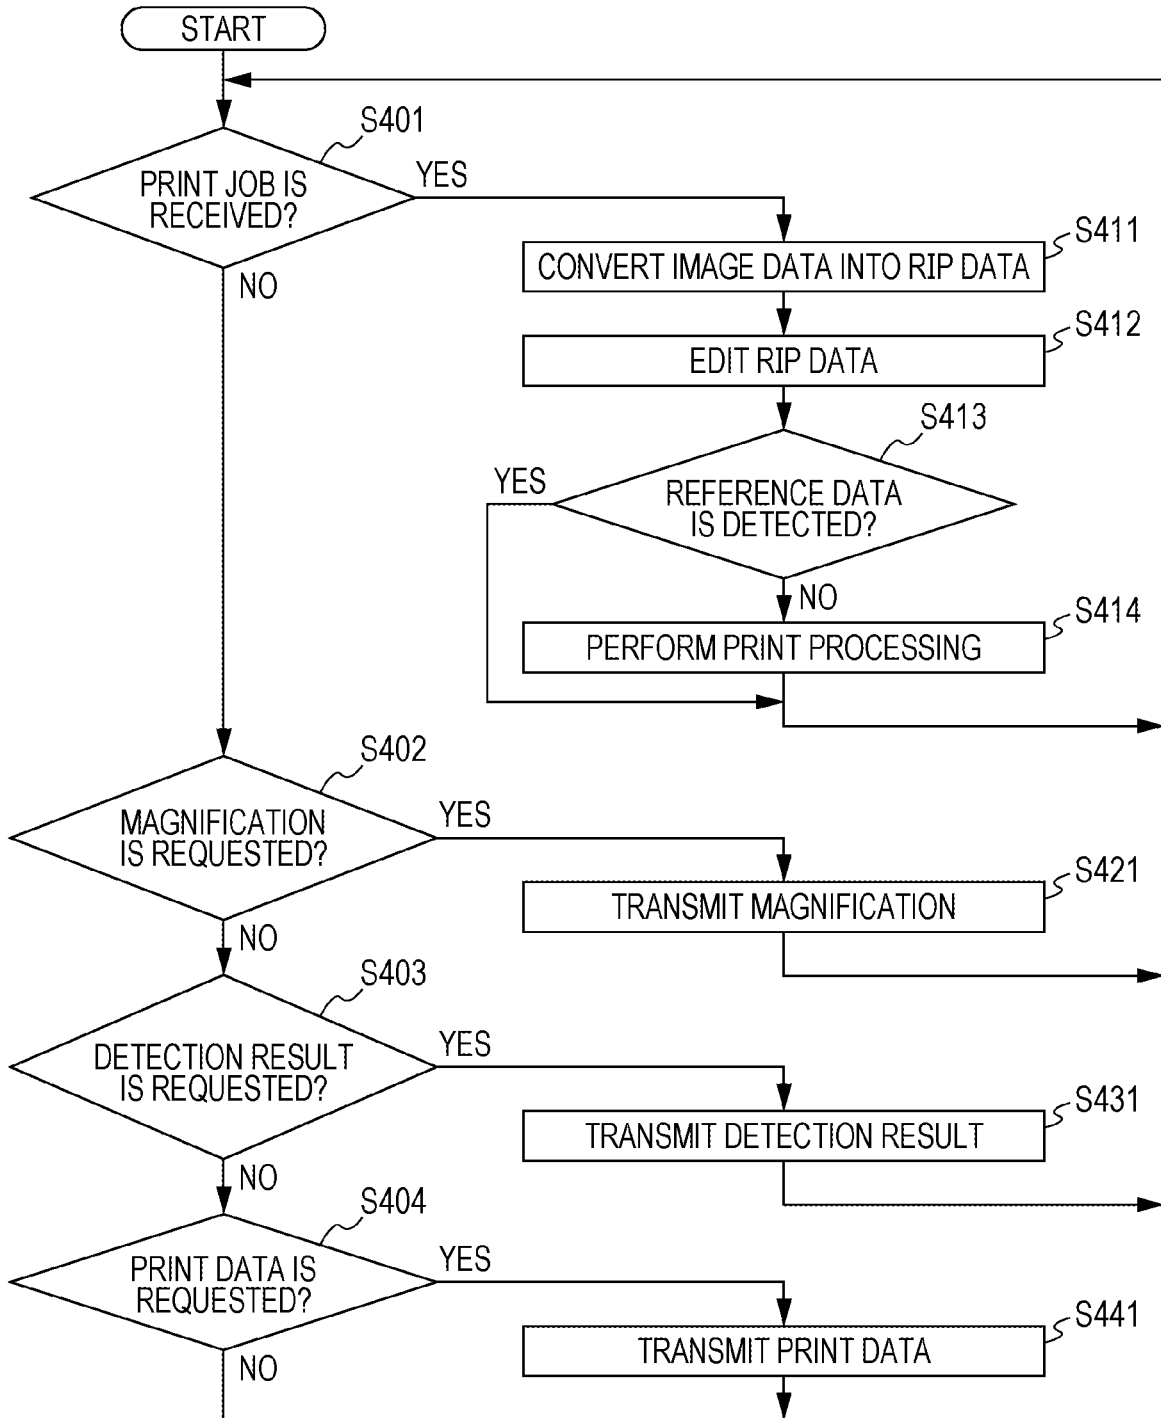 START
S401
PRINT JOB IS
RECEIVED?
YES
NO
S411
CONVERT IMAGE DATA INTO RIP DATA
S412
EDIT RIP DATA
S413
REFERENCE DATA
IS DETECTED?
YES
NO
S414
PERFORM PRINT PROCESSING
S402
MAGNIFICATION
IS REQUESTED?
YES
NO
S421
TRANSMIT MAGNIFICATION
S403
DETECTION RESULT
IS REQUESTED?
YES
NO
S431
TRANSMIT DETECTION RESULT
S404
PRINT DATA IS
REQUESTED?
YES
NO
S441
TRANSMIT PRINT DATA